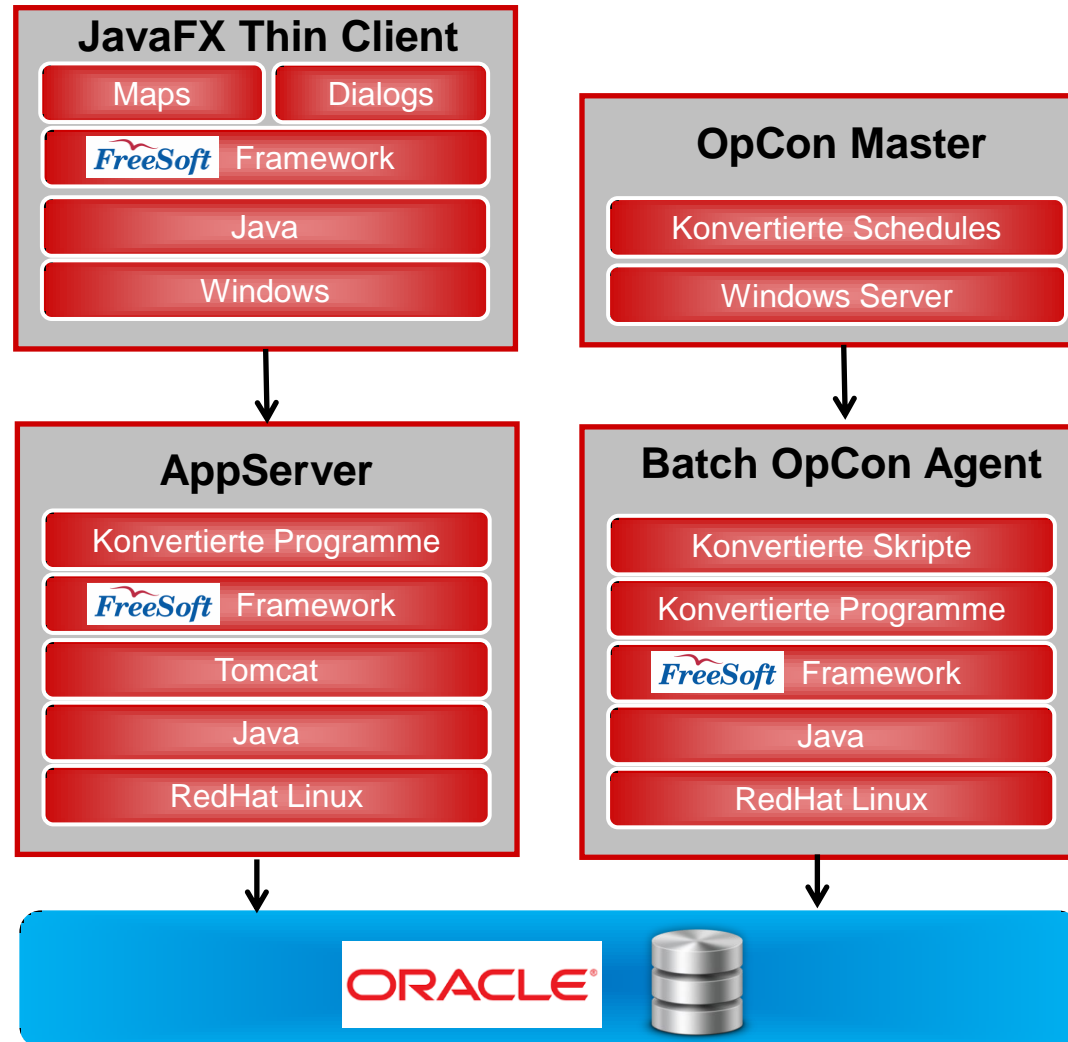 JavaFX Thin Client
Maps
Dialogs
FreeSoft Framework
Java
Windows
OpCon Master
Konvertierte Schedules
Windows Server
AppServer
Konvertierte Programme
FreeSoft Framework
Tomcat
Java
RedHat Linux
Batch OpCon Agent
Konvertierte Skripte
Konvertierte Programme
FreeSoft Framework
Java
RedHat Linux
ORACLE®